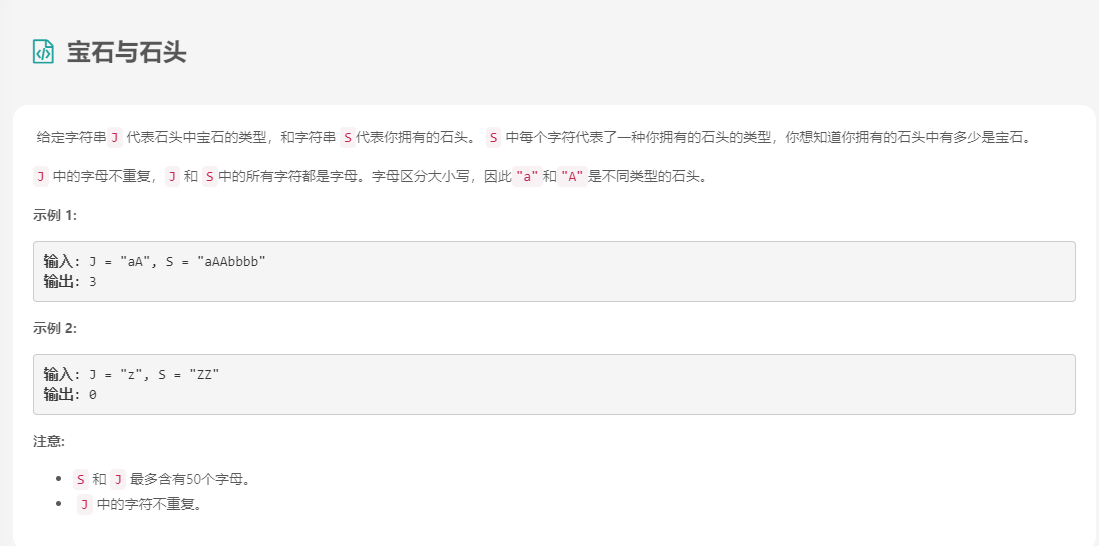 宝石与石头
给定字符串J 代表石头中宝石的类型，和字符串 S代表你拥有的石头。 S 中每个字符代表了一种你拥有的石头的类型，你想知道你拥有的石头中有多少是宝石。
J 中的字母不重复，J 和 S中的所有字符都是字母。字母区分大小写，因此"a"和"A"是不同类型的石头。
示例 1:
输入: J = "aA", S = "aAAbbbb"
输出: 3
示例 2:
输入: J = "z", S = "ZZ"
输出: 0
注意:
• S 和 J 最多含有50个字母。
• J 中的字符不重复。